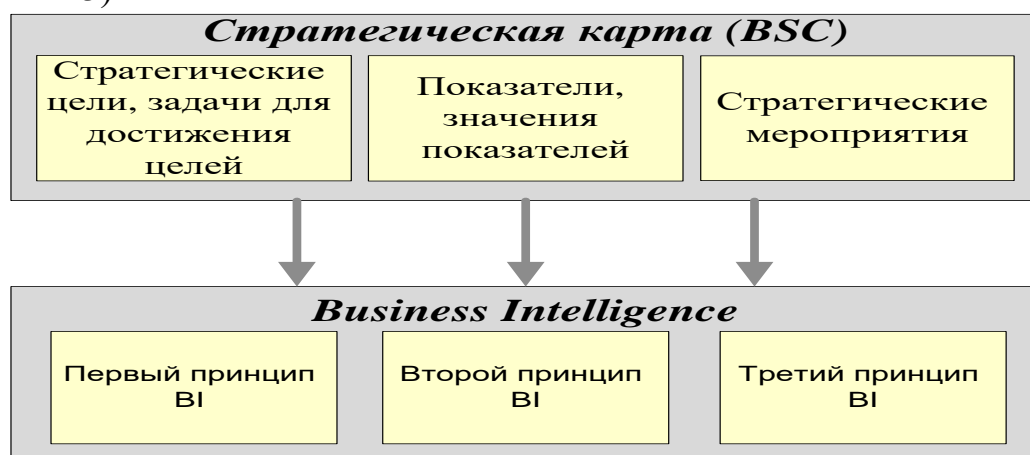 Стратегическая карта (BSC)
Стратегические
цели, задачи для
достижения
целей
Показатели,
значения
показателей
Стратегические
мероприятия
Business Intelligence
Первый принцип
BI
Второй принцип
BI
Третий принцип
BI